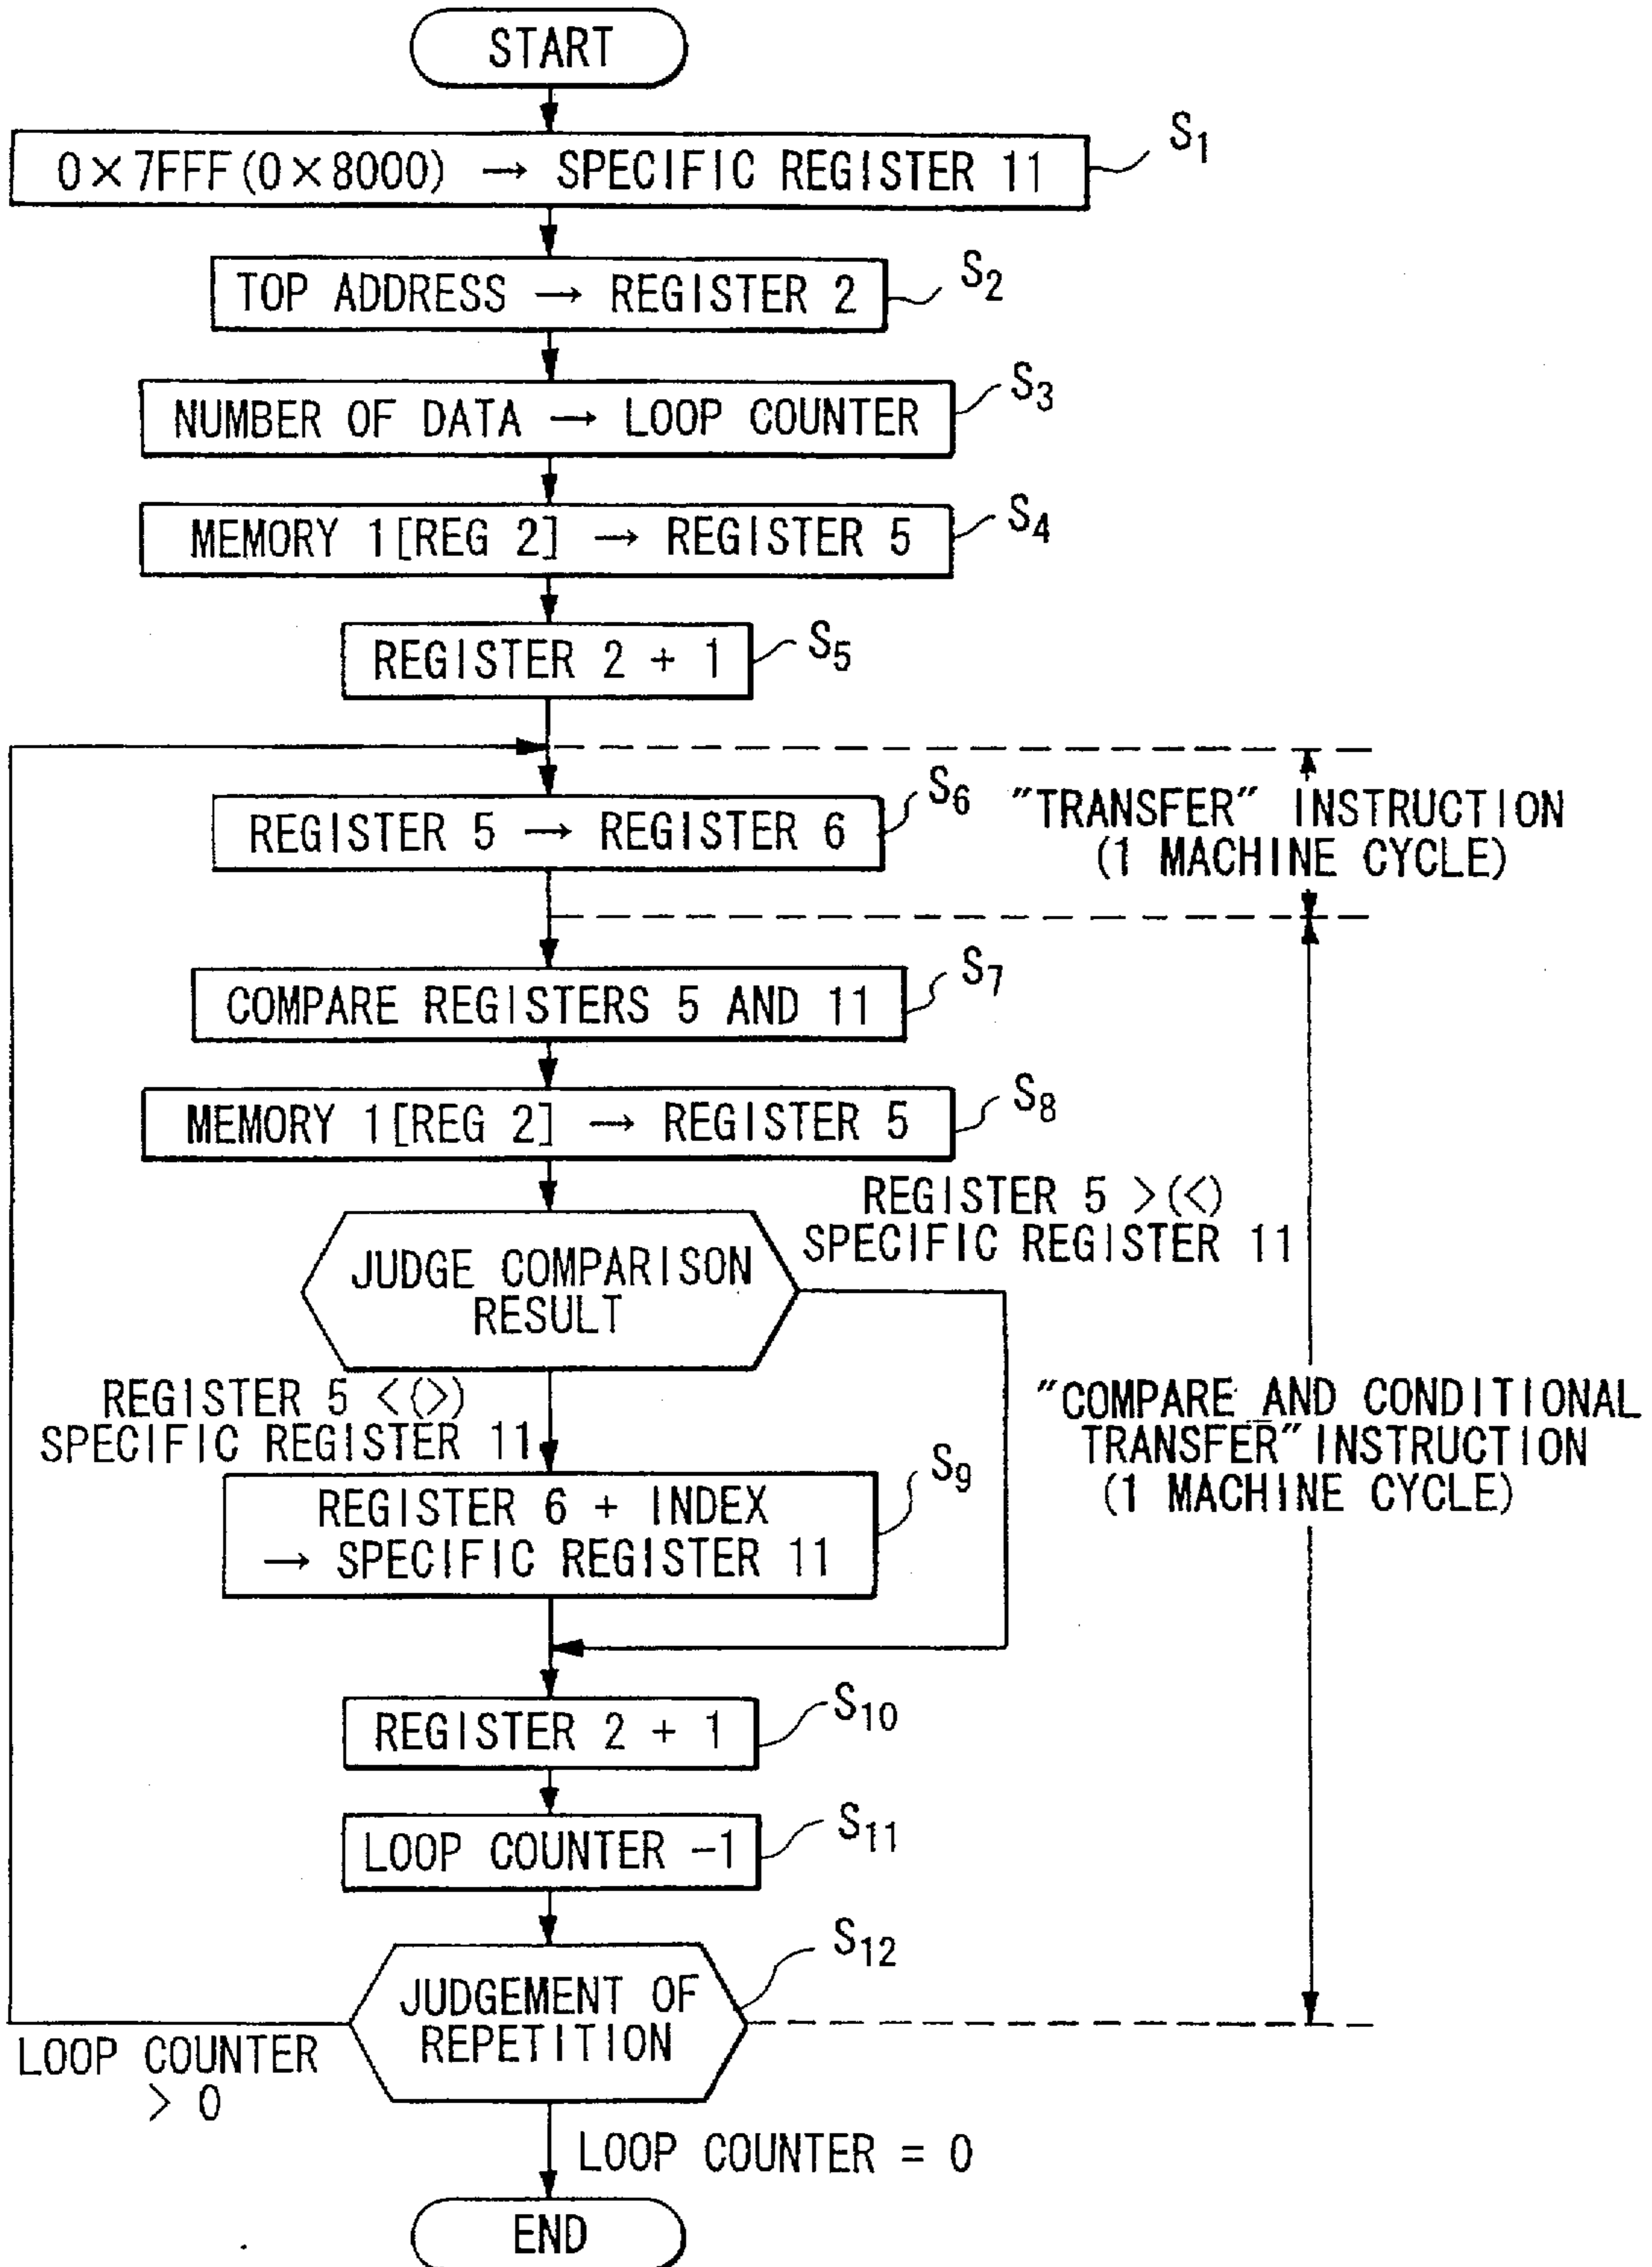 START
0×7FFF(0×8000) → SPECIFIC REGISTER 11
S1
TOP ADDRESS → REGISTER 2
S2
NUMBER OF DATA → LOOP COUNTER
S3
MEMORY 1[REG 2] → REGISTER 5
S4
REGISTER 2 + 1
S5
REGISTER 5 → REGISTER 6
S6
"TRANSFER" INSTRUCTION
(1 MACHINE CYCLE)
COMPARE REGISTERS 5 AND 11
S7
MEMORY 1[REG 2] → REGISTER 5
S8
REGISTER 5 >(<)
SPECIFIC REGISTER 11
JUDGE COMPARISON
RESULT
REGISTER 5 <(>)
SPECIFIC REGISTER 11
"COMPARE AND CONDITIONAL
TRANSFER" INSTRUCTION
(1 MACHINE CYCLE)
REGISTER 6 + INDEX
→ SPECIFIC REGISTER 11
S9
REGISTER 2 + 1
S10
LOOP COUNTER -1
S11
JUDGEMENT OF
REPETITION
S12
LOOP COUNTER
> 0
LOOP COUNTER = 0
END